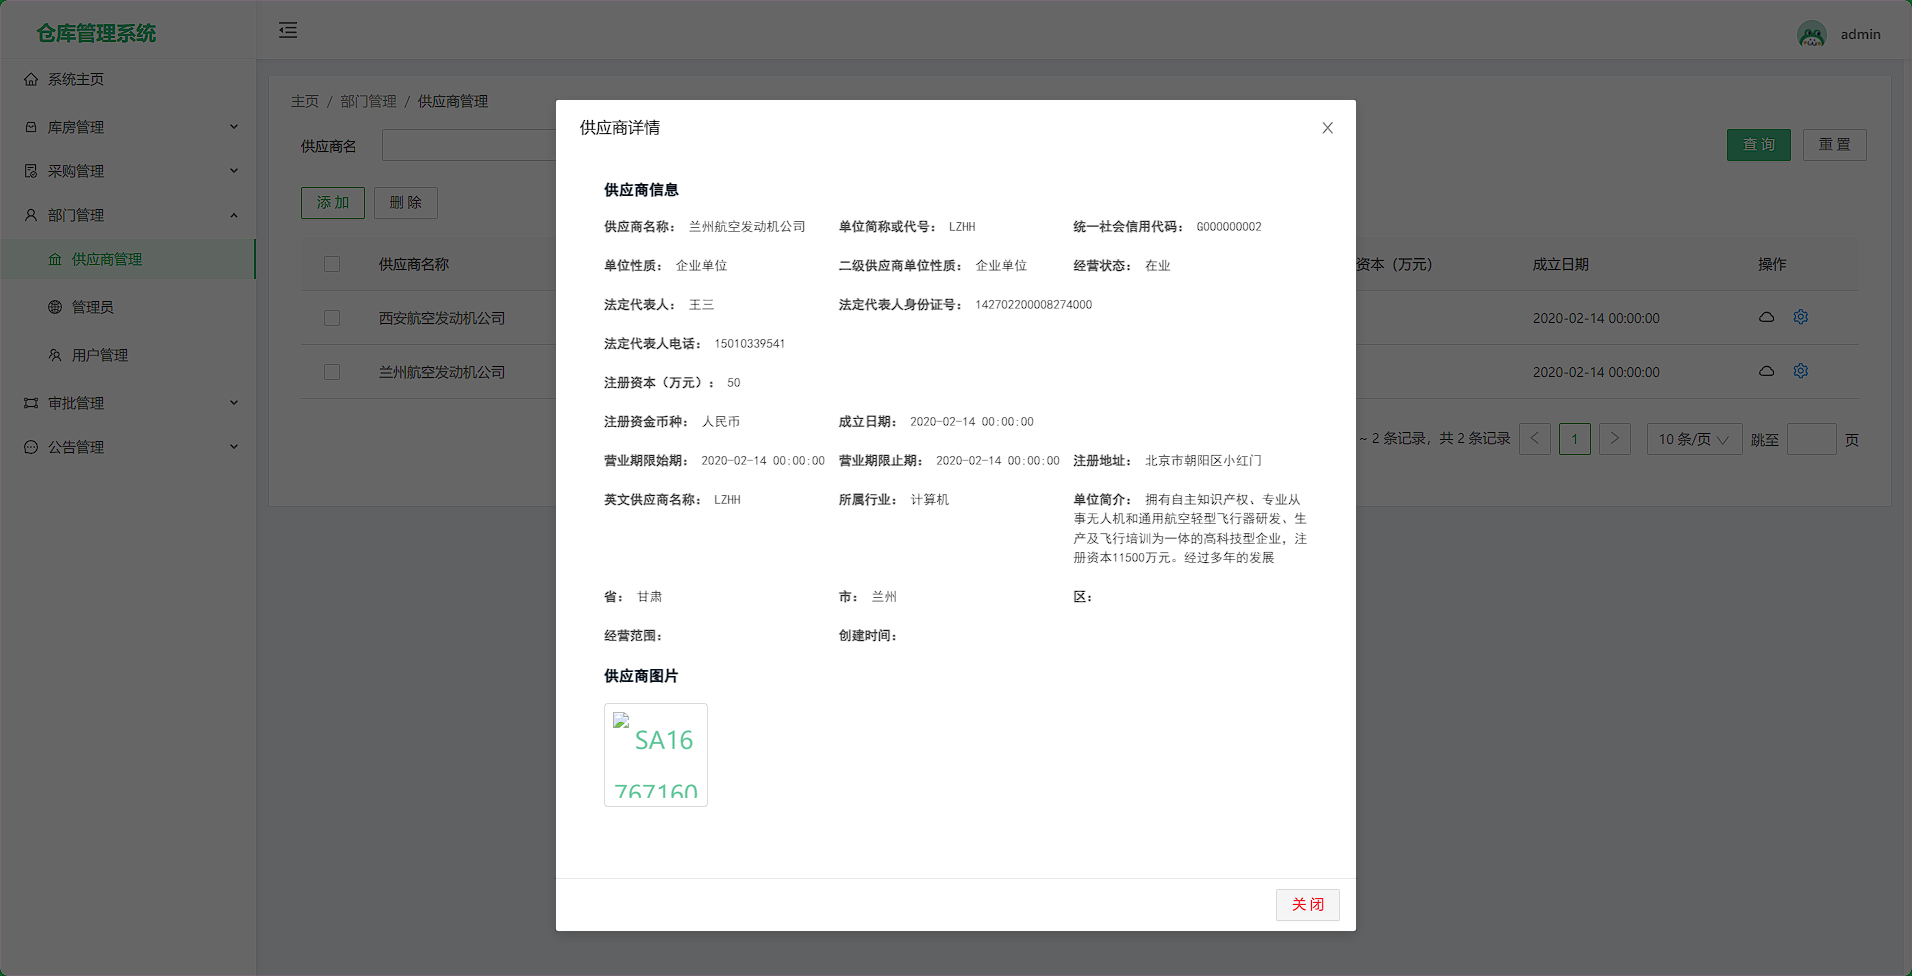 仓库管理系统
admin
系统主页
库房管理
采购管理
部门管理
供应商管理
管理员
用户管理
审批管理
公告管理
主页 / 部门管理 / 供应商管理
供应商名
查 询
重 置
添 加
删 除
供应商名称
资本（万元）
成立日期
操作
西安航空发动机公司
2020-02-14 00:00:00
兰州航空发动机公司
2020-02-14 00:00:00
~ 2 条记录，共 2 条记录
1
10 条/页
跳至
页
供应商详情
供应商信息
供应商名称： 兰州航空发动机公司 单位简称或代号： LZHH 统一社会信用代码： G000000002
单位性质： 企业单位 二级供应商单位性质： 企业单位 经营状态： 在业
法定代表人： 王三 法定代表人身份证号： 142702200008274000
法定代表人电话： 15010339541
注册资本（万元）： 50
注册资金币种： 人民币 成立日期： 2020-02-14 00:00:00
营业期限始期： 2020-02-14 00:00:00 营业期限止期： 2020-02-14 00:00:00 注册地址： 北京市朝阳区小红门
英文供应商名称： LZHH 所属行业： 计算机 单位简介： 拥有自主知识产权、专业从
事无人机和通用航空轻型飞行器研发、生
产及飞行培训为一体的高科技型企业，注
册资本11500万元。经过多年的发展
省： 甘肃 市： 兰州 区：
经营范围： 创建时间：
供应商图片
SA16
767160
关 闭